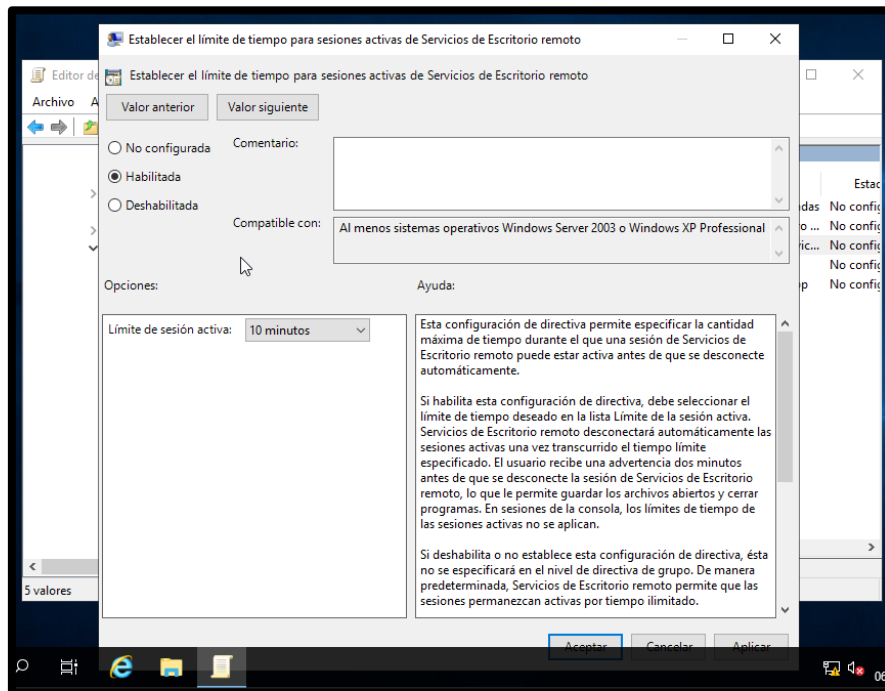 Establecer el límite de tiempo para sesiones activas de Servicios de Escritorio remoto
Editor de
Establecer el límite de tiempo para sesiones activas de Servicios de Escritorio remoto
Archivo A
Valor anterior
Valor siguiente
No configurada
Comentario:
Habilitada
Deshabilitada
Compatible con:
Al menos sistemas operativos Windows Server 2003 o Windows XP Professional
Estad
das No config
o ... No config
ic... No config
No config
p No config
Opciones:
Ayuda:
Límite de sesión activa:
10 minutos
Esta configuración de directiva permite especificar la cantidad
máxima de tiempo durante el que una sesión de Servicios de
Escritorio remoto puede estar activa antes de que se desconecte
automáticamente.
Si habilita esta configuración de directiva, debe seleccionar el
límite de tiempo deseado en la lista Límite de la sesión activa.
Servicios de Escritorio remoto desconectará automáticamente las
sesiones activas una vez transcurrido el tiempo límite
especificado. El usuario recibe una advertencia dos minutos
antes de que se desconecte la sesión de Servicios de Escritorio
remoto, lo que le permite guardar los archivos abiertos y cerrar
programas. En sesiones de la consola, los límites de tiempo de
las sesiones activas no se aplican.
Si deshabilita o no establece esta configuración de directiva, ésta
no se especificará en el nivel de directiva de grupo. De manera
predeterminada, Servicios de Escritorio remoto permite que las
sesiones permanezcan activas por tiempo ilimitado.
5 valores
Aceptar
Cancelar
Aplicar
06